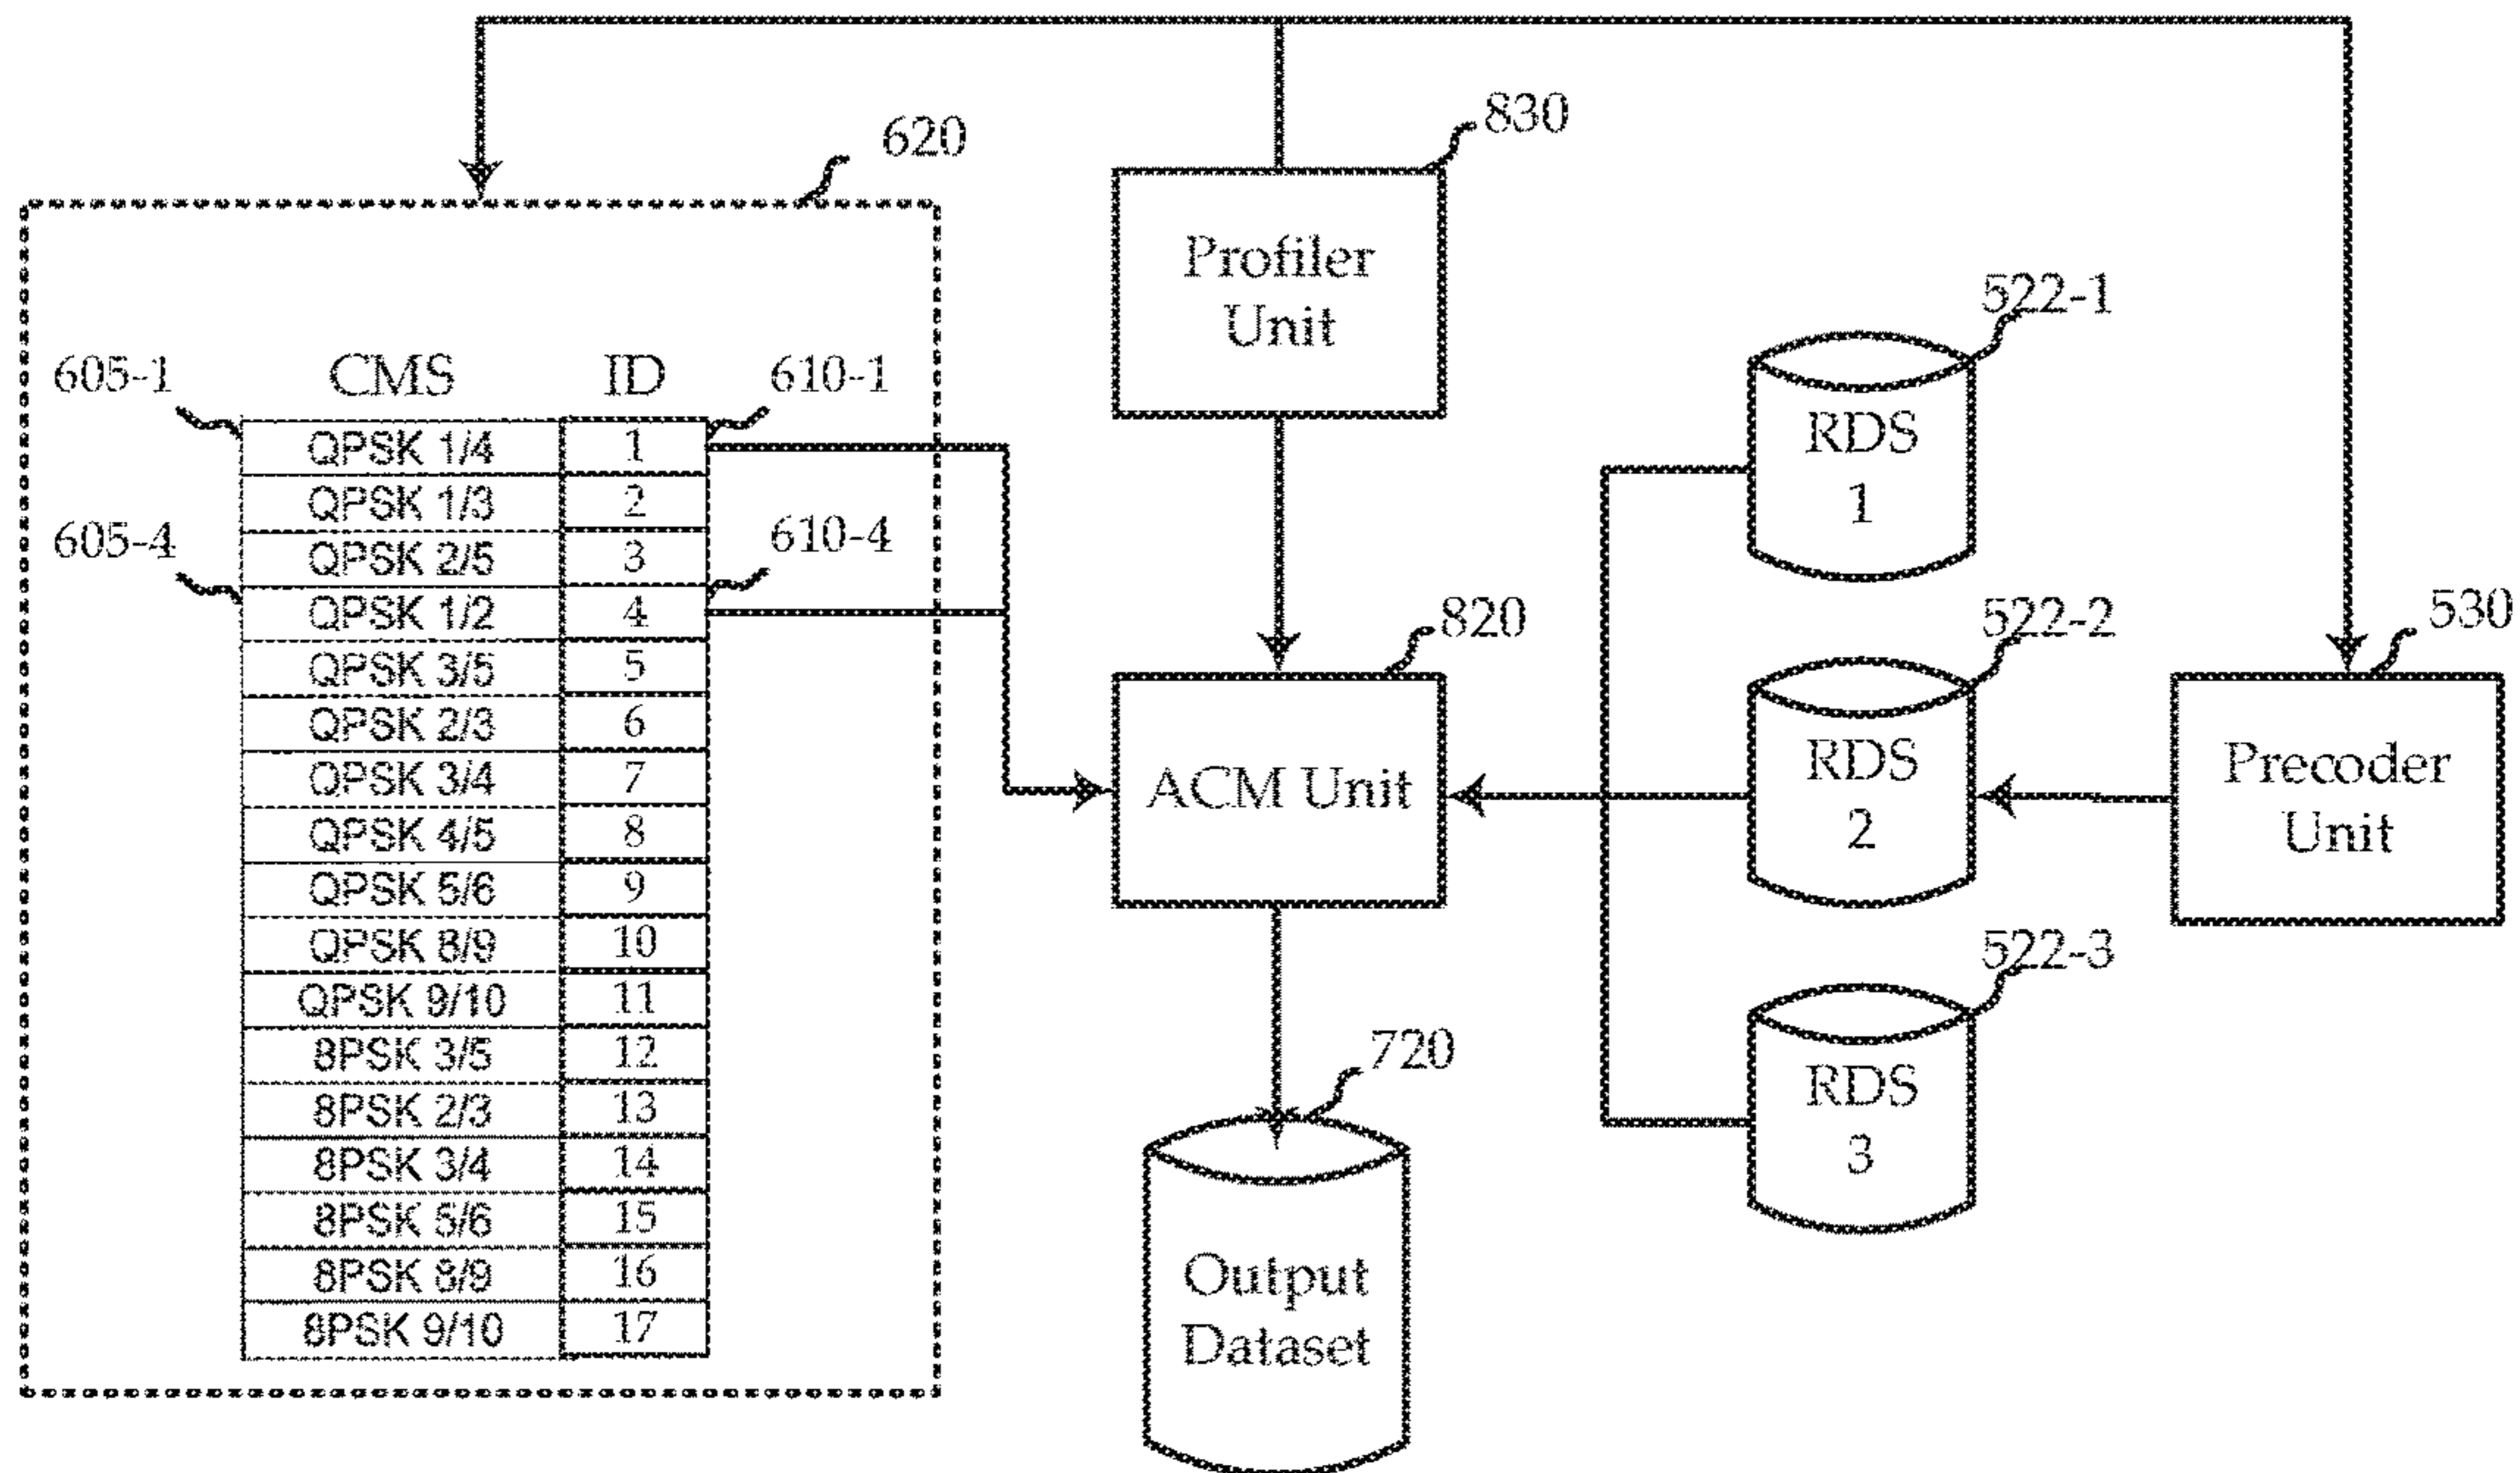 620
830
Profiler
Unit
522-1
RDS
1
605-1
CMS ID
610-1
QPSK 1/4 1
QPSK 1/3 2
605-4
QPSK 2/5 3
610-4
QPSK 1/2 4
QPSK 3/5 5
QPSK 2/3 6
QPSK 3/4 7
QPSK 4/5 8
QPSK 5/6 9
QPSK 8/9 10
QPSK 9/10 11
8PSK 3/5 12
8PSK 2/3 13
8PSK 3/4 14
8PSK 5/6 15
8PSK 8/9 16
8PSK 9/10 17
820
ACM Unit
522-2
RDS
2
530
Precoder
Unit
522-3
RDS
3
720
Output
Dataset